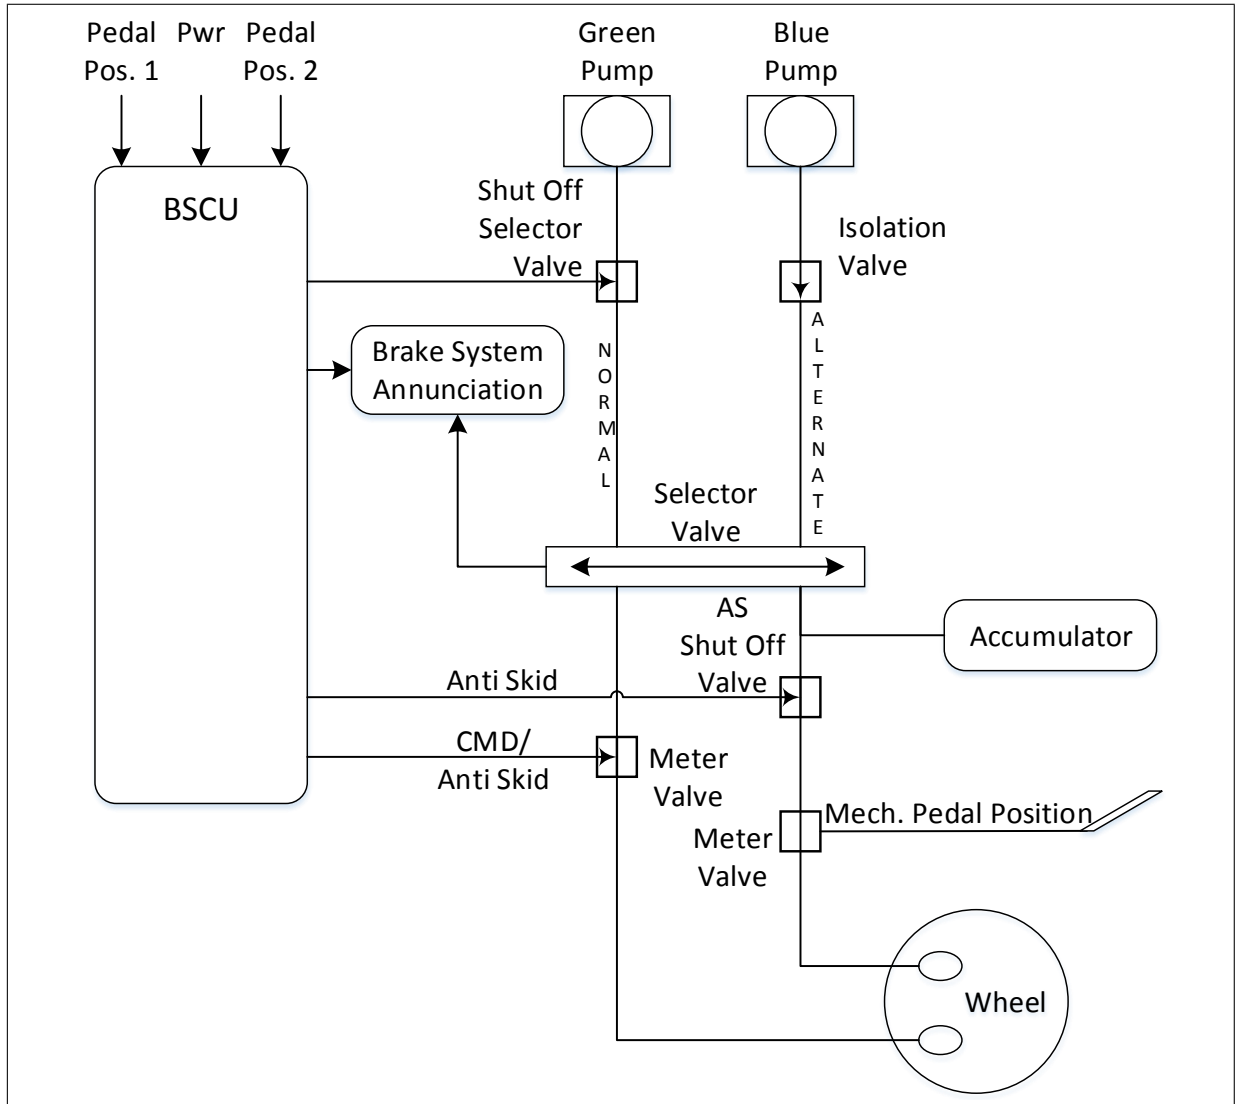 Pedal
Pos. 1
Pwr
Pedal
Pos. 2
Green
Pump
Blue
Pump
BSCU
Shut Off
Selector
Valve
Isolation
Valve
Brake System
Annunciation
NORMAL
ALTERNATE
Selector
Valve
AS
Shut Off
Valve
Accumulator
Anti Skid
CMD/
Anti Skid
Meter
Valve
Mech. Pedal Position
Meter
Valve
Wheel